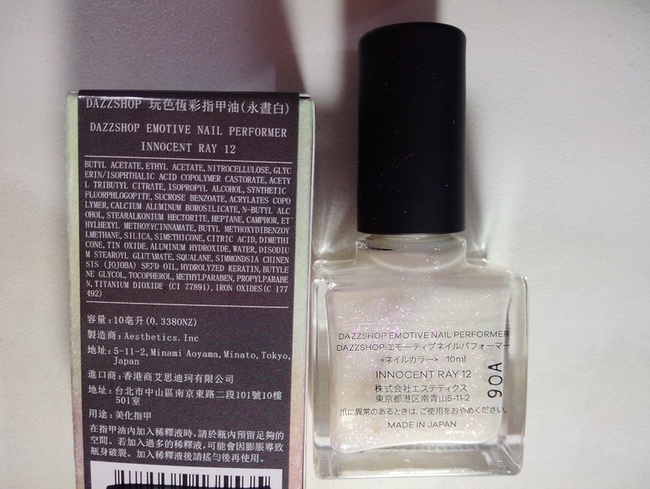 DAZZSHOP 玩色恆彩指甲油(永晝白)
DAZZSHOP EMOTIVE NAIL PERFORMER
INNOCENT RAY 12
BUTYL ACETATE, ETHYL ACETATE, NITROCELLULOSE, GLYC
ERIN/ISOPHTHALIC ACID COPOLYMER CASTORATE, ACETY
L TRIBUTYL CITRATE, ISOPROPYL ALCOHOL, SYNTHETIC
FLUORPHLOGOPITE, SUCROSE BENZOATE, ACRYLATES COPO
LYMER, CALCIUM ALUMINUM BOROSILICATE, N-BUTYL ALC
OHOL, STEARALKONIUM HECTORITE, HEPTANE, CAMPHOR, ET
HYLHEXYL METHOXYCINNAMATE, BUTYL METHOXYDIBENZOY
LMETHANE, SILICA, SIMETHICONE, CITRIC ACID, DIMETHI
CONE, TIN OXIDE, ALUMINUM HYDROXIDE, WATER, DISODIU
M STEAROYL GLUTAMATE, SQUALANE, SIMMONDSIA CHINEN
SIS (JOJOBA) SEED OIL, HYDROLYZED KERATIN, BUTYLE
NE GLYCOL, TOCOPHEROL, METHYLPARABEN, PROPYLPARABE
N, TITANIUM DIOXIDE (CI 77891), IRON OXIDES(C I77
492)
容量:10毫升(0.338OZ)
製造商:Aesthetics.Inc
地址:5-11-2, Minami Aoyama, Minato, Tokyo,
Japan
進口商:香港商艾思迪珂有限公司
地址:台北市中山區南京東路二段101號10樓
501室
用途:美化指甲
在指甲油內加入稀釋液時,請於瓶內預留足夠的
空間。若加入過多的稀釋液,可能會因膨脹導致
瓶身破裂。加入稀釋液後請搖勻後再使用。
DAZZSHOP EMOTIVE NAIL PERFORMER
DAZZSHOP エモーティブネイルパフォーマー
<ネイルカラー> 10ml
INNOCENT RAY 12
株式会社エステティクス
東京都港区南青山5-11-2
爪に異常のあるときは、ご使用をおやめください。
MADE IN JAPAN
90A